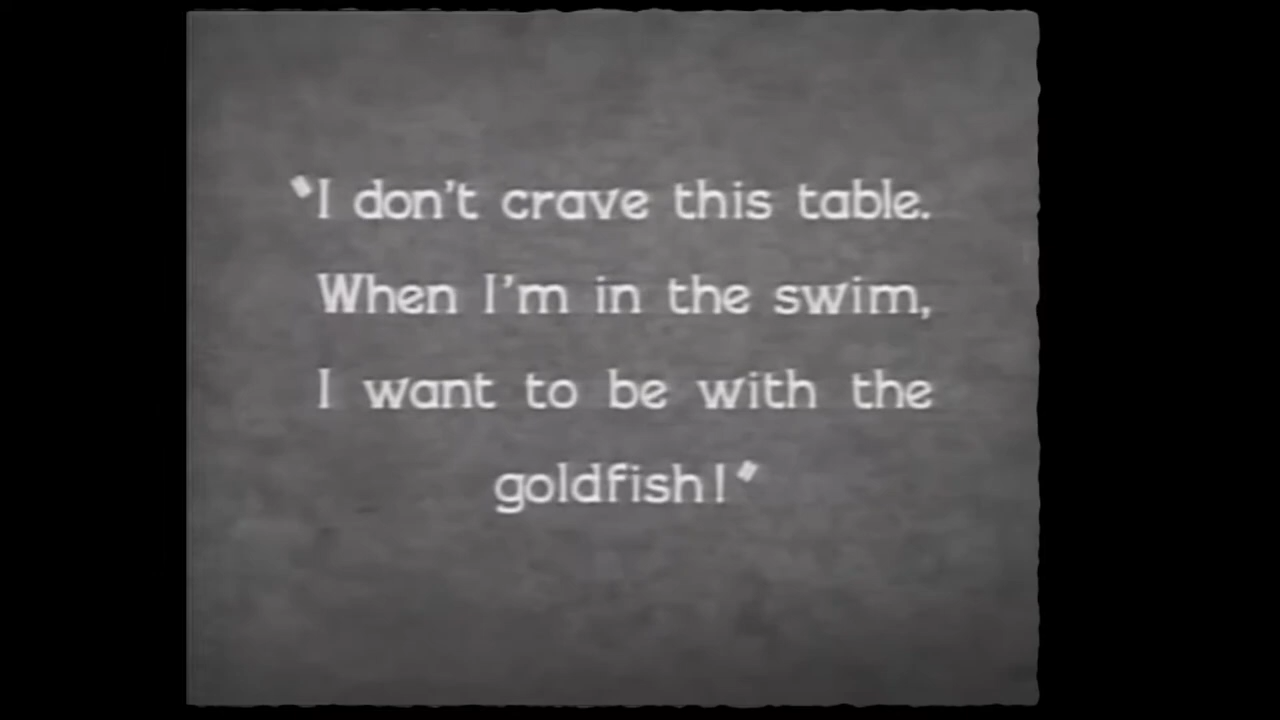 "I don't crave this table.
When I'm in the swim,
I want to be with the
goldfish!"